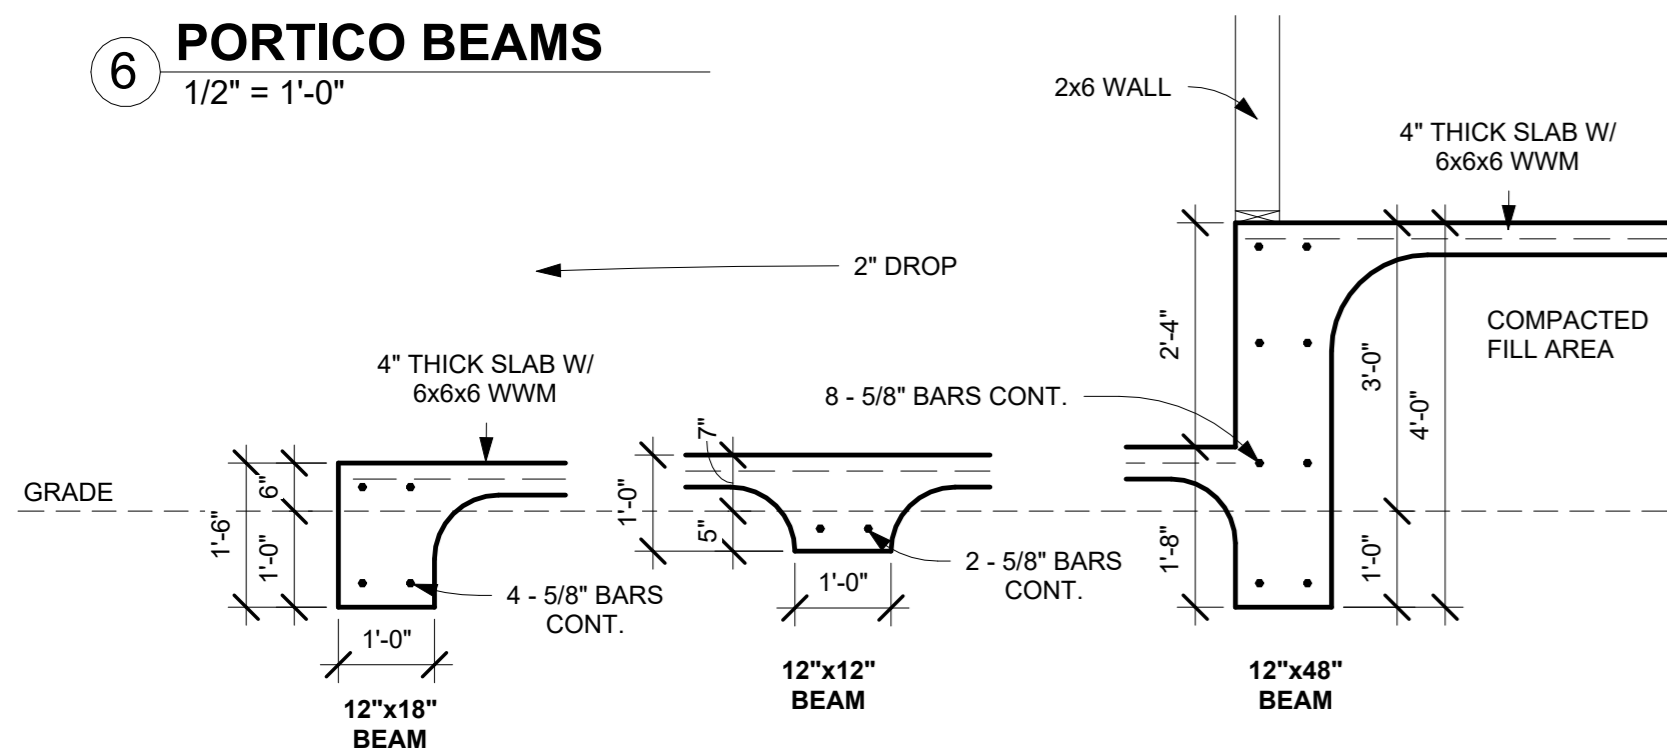 6
PORTICO BEAMS
1/2" = 1'-0"
2x6 WALL
4" THICK SLAB W/
6x6x6 WWM
2" DROP
COMPACTED
FILL AREA
2'-4"
3'-0"
4'-0"
4" THICK SLAB W/
6x6x6 WWM
8 - 5/8" BARS CONT.
GRADE
6"
1'-6"
1'-0"
7"
1'-0"
5"
1'-8"
1'-0"
4 - 5/8" BARS
CONT.
2 - 5/8" BARS
CONT.
1'-0"
1'-0"
12"x18"
BEAM
12"x12"
BEAM
12"x48"
BEAM